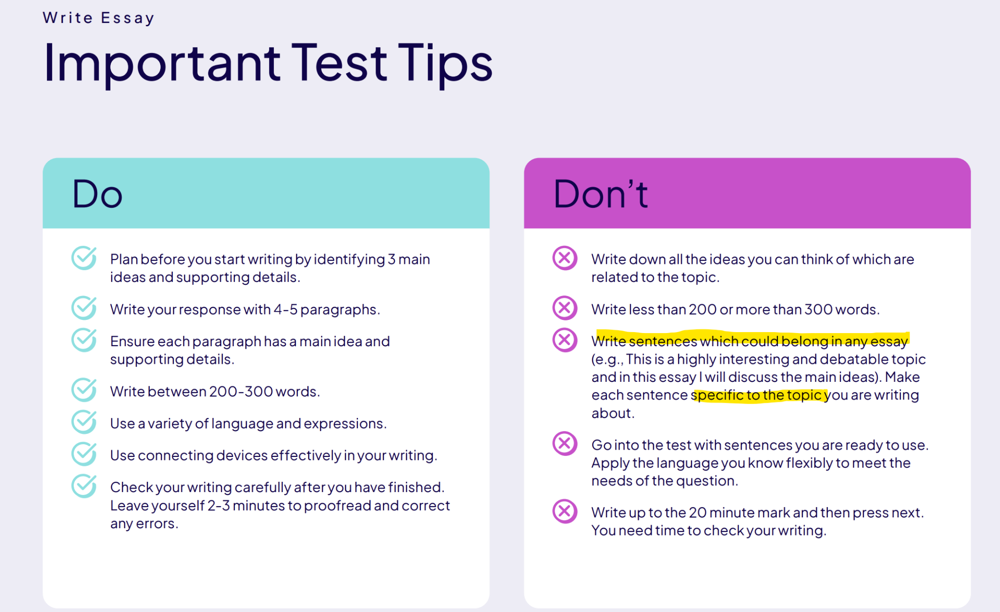 Write Essay
Important Test Tips
Do
Plan before you start writing by identifying 3 main
ideas and supporting details.
Write your response with 4-5 paragraphs.
Ensure each paragraph has a main idea and
supporting details.
Write between 200-300 words.
Use a variety of language and expressions.
Use connecting devices effectively in your writing.
Check your writing carefully after you have finished.
Leave yourself 2-3 minutes to proofread and correct
any errors.
Don't
Write down all the ideas you can think of which are
related to the topic.
Write less than 200 or more than 300 words.
Write sentences which could belong in any essay
(e.g., This is a highly interesting and debatable topic
and in this essay I will discuss the main ideas). Make
each sentence specific to the topic you are writing
about.
Go into the test with sentences you are ready to use.
Apply the language you know flexibly to meet the
needs of the question.
Write up to the 20 minute mark and then press next.
You need time to check your writing.